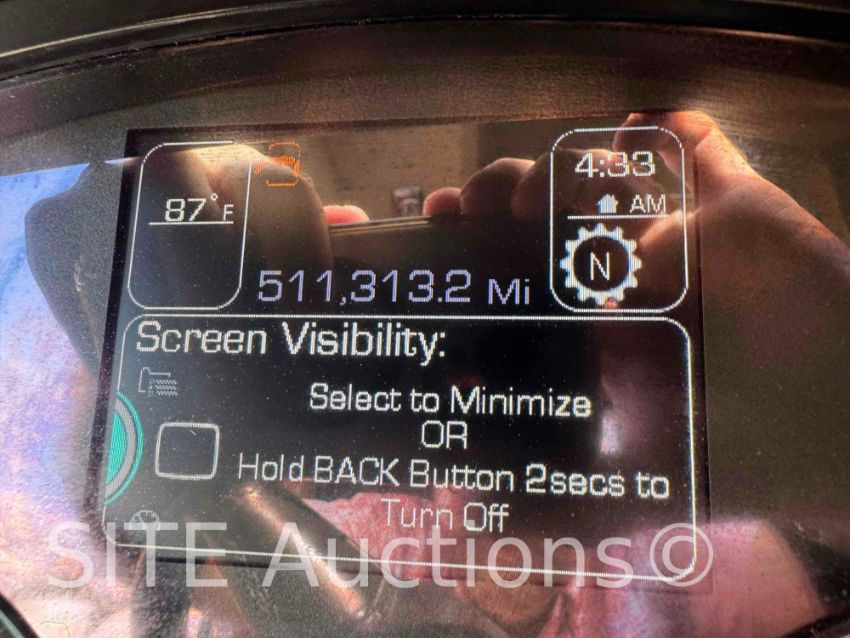 87°F
4:33
AM
N
511,313.2 Mi
Screen Visibility:
Select to Minimize
OR
Hold BACK Button 2secs to
Turn Off
SITE Auctions©